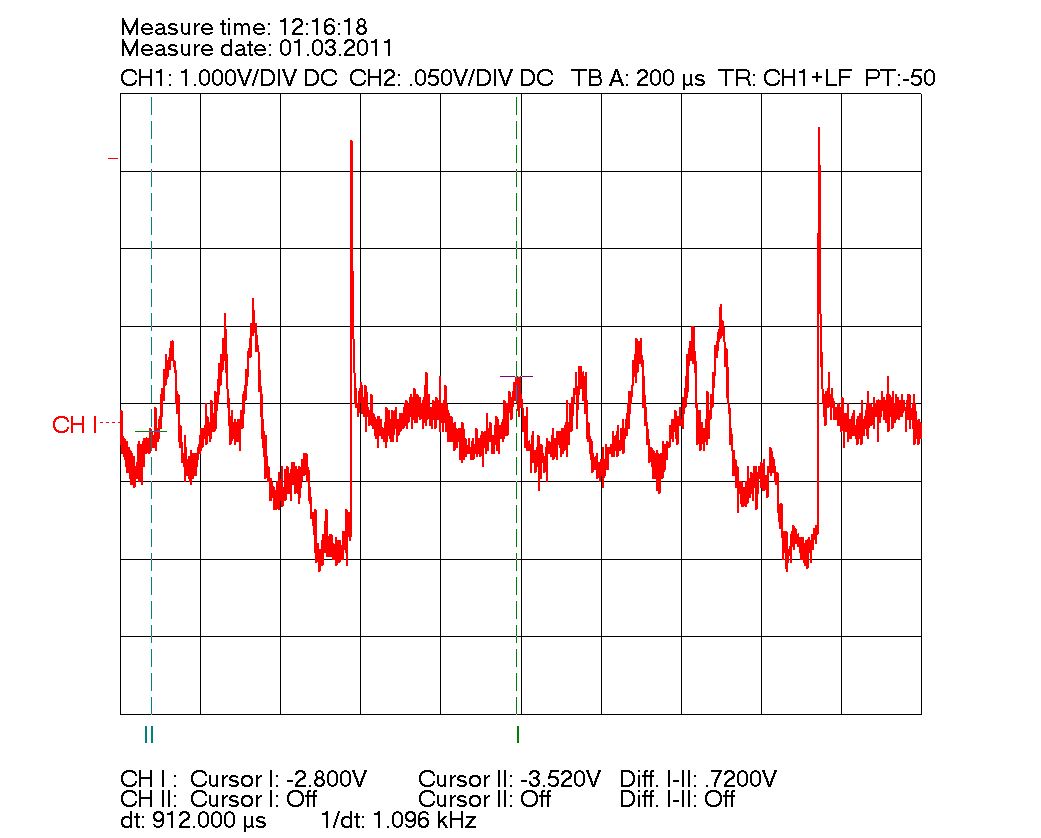 Measure time: 12:16:18
Measure date: 01.03.2011
CH1: 1.000V/DIV DC CH2: .050V/DIV DC TB A: 200 µs TR: CH1+LF PT:-50
CH I
II I
CH I : Cursor I: -2.800V Cursor II: -3.520V Diff. I-II: .7200V
CH II: Cursor I: Off Cursor II: Off Diff. I-II: Off
dt: 912.000 µs 1/dt: 1.096 kHz